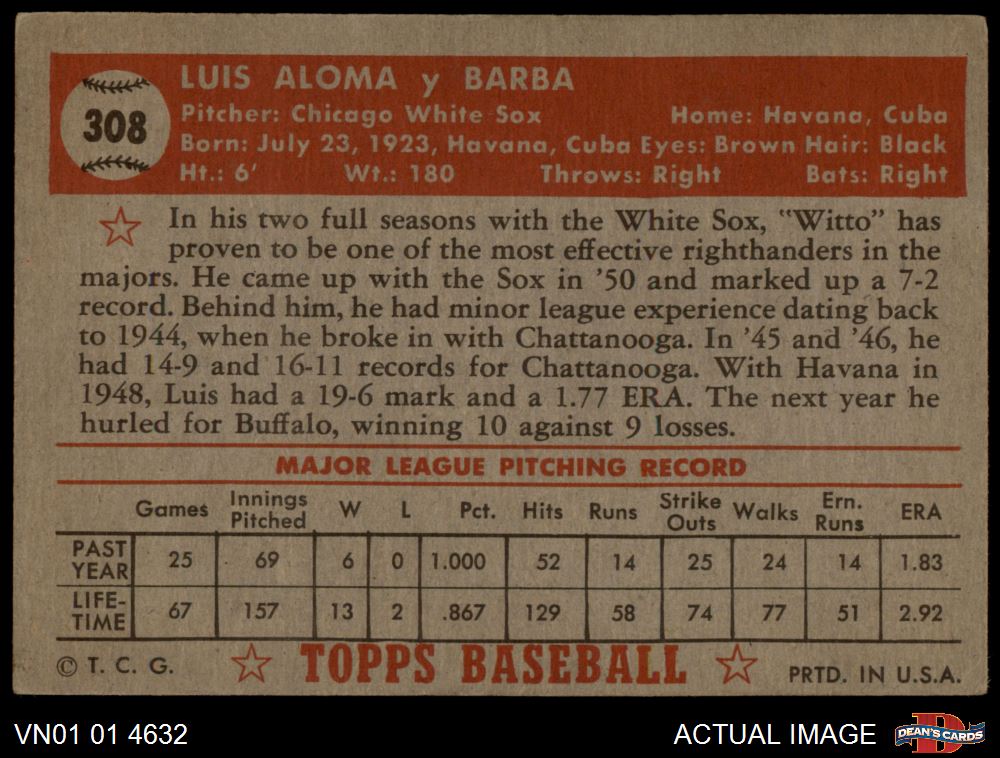 308
LUIS ALOMA y BARBA
Pitcher: Chicago White Sox Home: Havana, Cuba
Born: July 23, 1923, Havana, Cuba Eyes: Brown Hair: Black
Ht.: 6' Wt.: 180 Throws: Right Bats: Right
In his two full seasons with the White Sox, "Witto" has
proven to be one of the most effective righthanders in the
majors. He came up with the Sox in '50 and marked up a 7-2
record. Behind him, he had minor league experience dating back
to 1944, when he broke in with Chattanooga. In '45 and '46, he
had 14-9 and 16-11 records for Chattanooga. With Havana in
1948, Luis had a 19-6 mark and a 1.77 ERA. The next year he
hurled for Buffalo, winning 10 against 9 losses.
MAJOR LEAGUE PITCHING RECORD
Games Innings Pitched W L Pct. Hits Runs Strike Outs Walks Ern. Runs ERA
PAST YEAR 25 69 6 0 1.000 52 14 25 24 14 1.83
LIFE-TIME 67 157 13 2 .867 129 58 74 77 51 2.92
© T. C. G. TOPPS BASEBALL PRTD. IN U.S.A.
VN01 01 4632 ACTUAL IMAGE DEAN'S CARDS